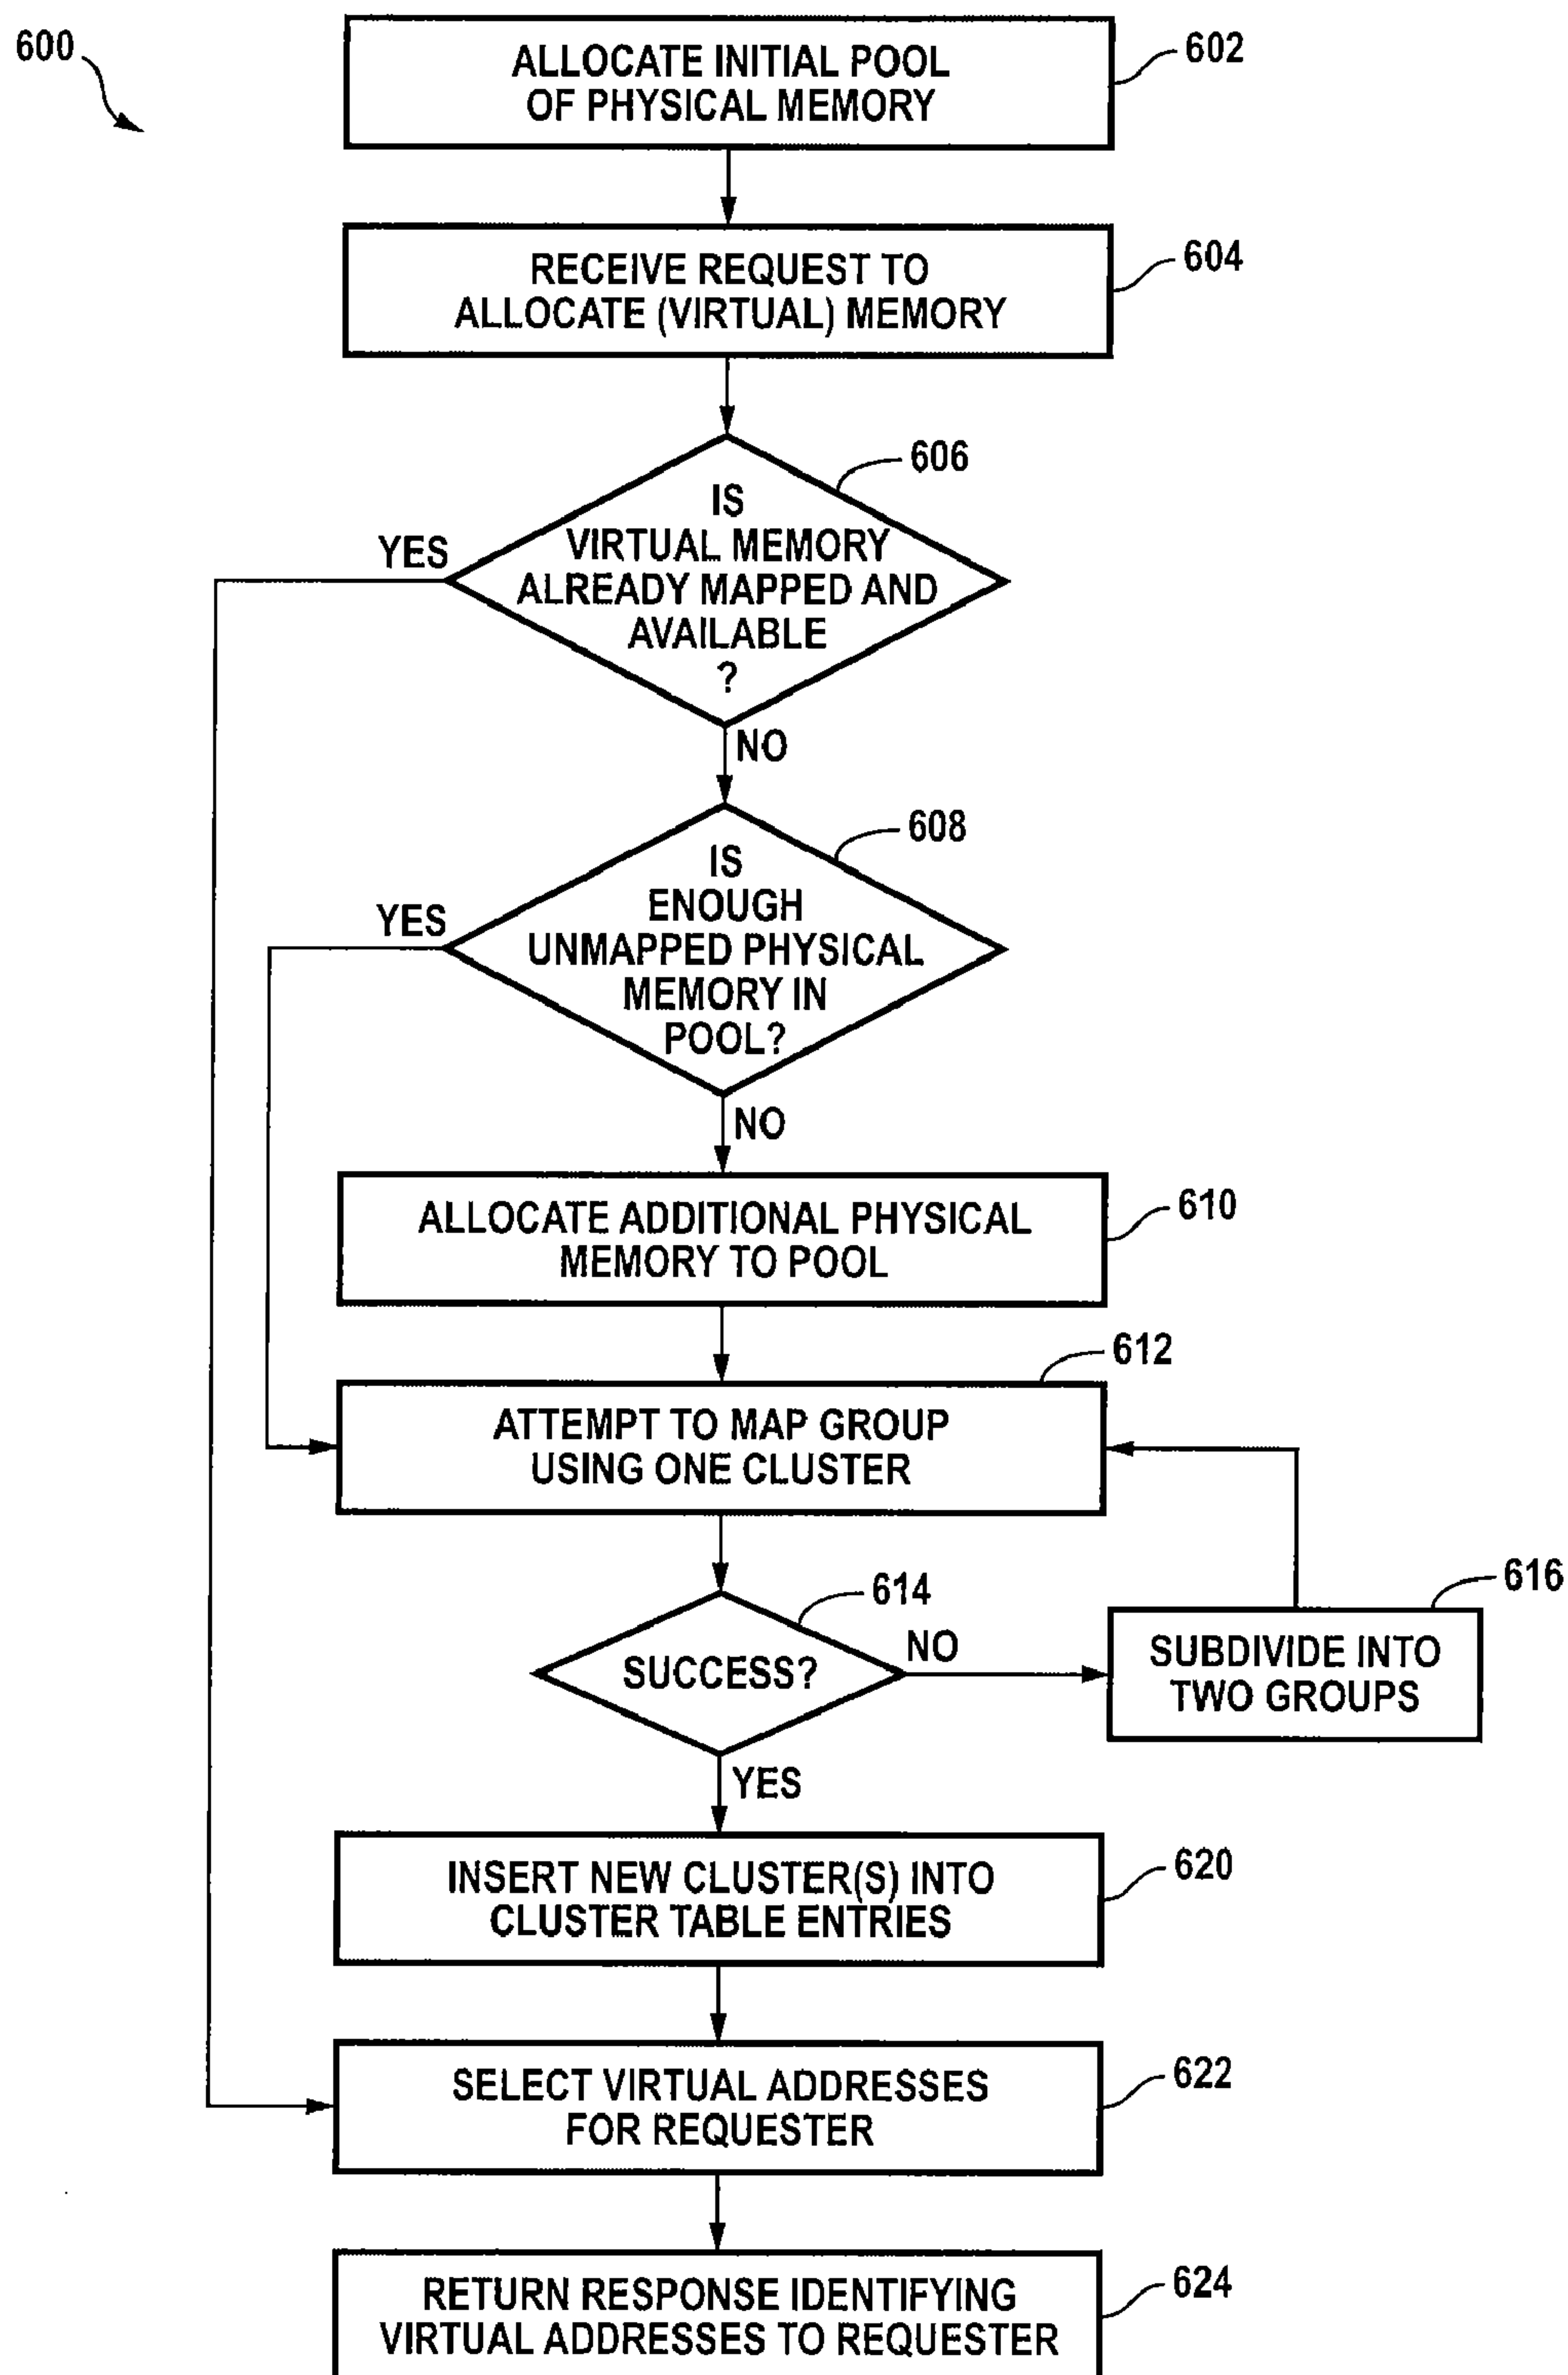 600
ALLOCATE INITIAL POOL
OF PHYSICAL MEMORY
602
RECEIVE REQUEST TO
ALLOCATE (VIRTUAL) MEMORY
604
606
IS
VIRTUAL MEMORY
ALREADY MAPPED AND
AVAILABLE
?
YES
NO
608
IS
ENOUGH
UNMAPPED PHYSICAL
MEMORY IN
POOL?
YES
NO
ALLOCATE ADDITIONAL PHYSICAL
MEMORY TO POOL
610
612
ATTEMPT TO MAP GROUP
USING ONE CLUSTER
614
SUCCESS?
NO
616
SUBDIVIDE INTO
TWO GROUPS
YES
INSERT NEW CLUSTER(S) INTO
CLUSTER TABLE ENTRIES
620
SELECT VIRTUAL ADDRESSES
FOR REQUESTER
622
RETURN RESPONSE IDENTIFYING
VIRTUAL ADDRESSES TO REQUESTER
624